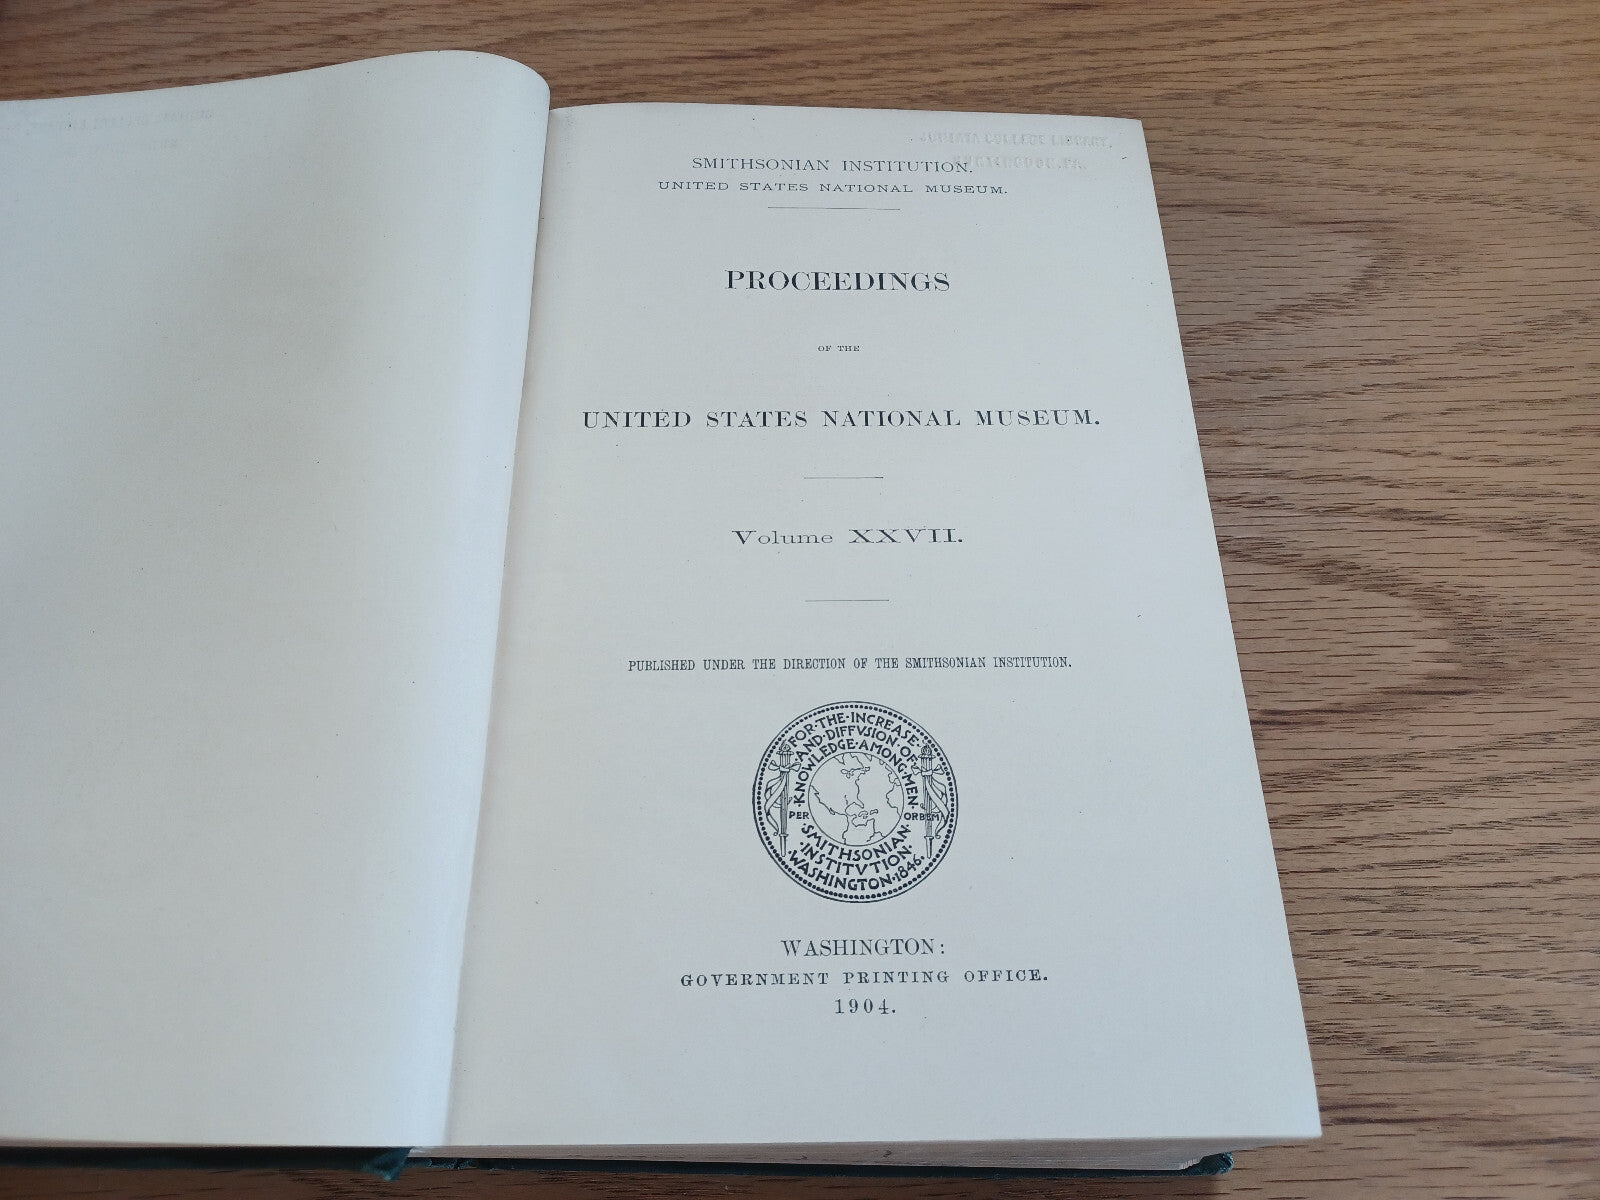 SMITHSONIAN INSTITUTION.
UNITED STATES NATIONAL MUSEUM.
PROCEEDINGS
OF THE
UNITED STATES NATIONAL MUSEUM.
Volume XXVII.
PUBLISHED UNDER THE DIRECTION OF THE SMITHSONIAN INSTITUTION.
FOR·THE·INCREASE
AND·DIFFVSION·OF
·KNOWLEDGE·AMONG·MEN·
PER ORBEM
·SMITHSONIAN·
·INSTITVTION·
·WASHINGTON·1846·
WASHINGTON:
GOVERNMENT PRINTING OFFICE.
1904.